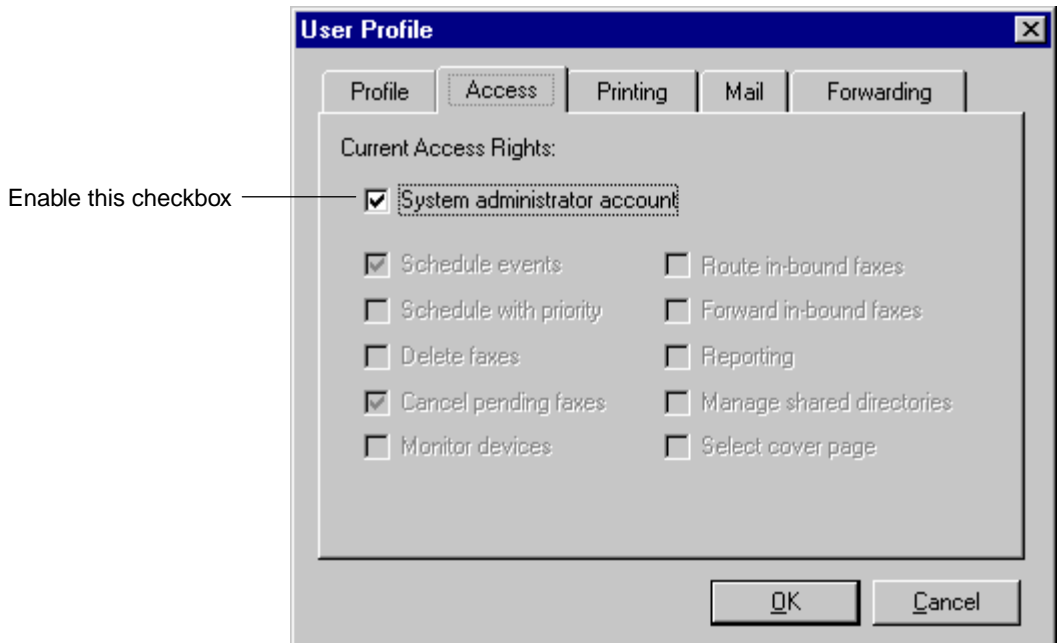 User Profile
Profile Access Printing Mail Forwarding
Current Access Rights:
Enable this checkbox
System administrator account
Schedule events Route in-bound faxes
Schedule with priority Forward in-bound faxes
Delete faxes Reporting
Cancel pending faxes Manage shared directories
Monitor devices Select cover page
OK Cancel